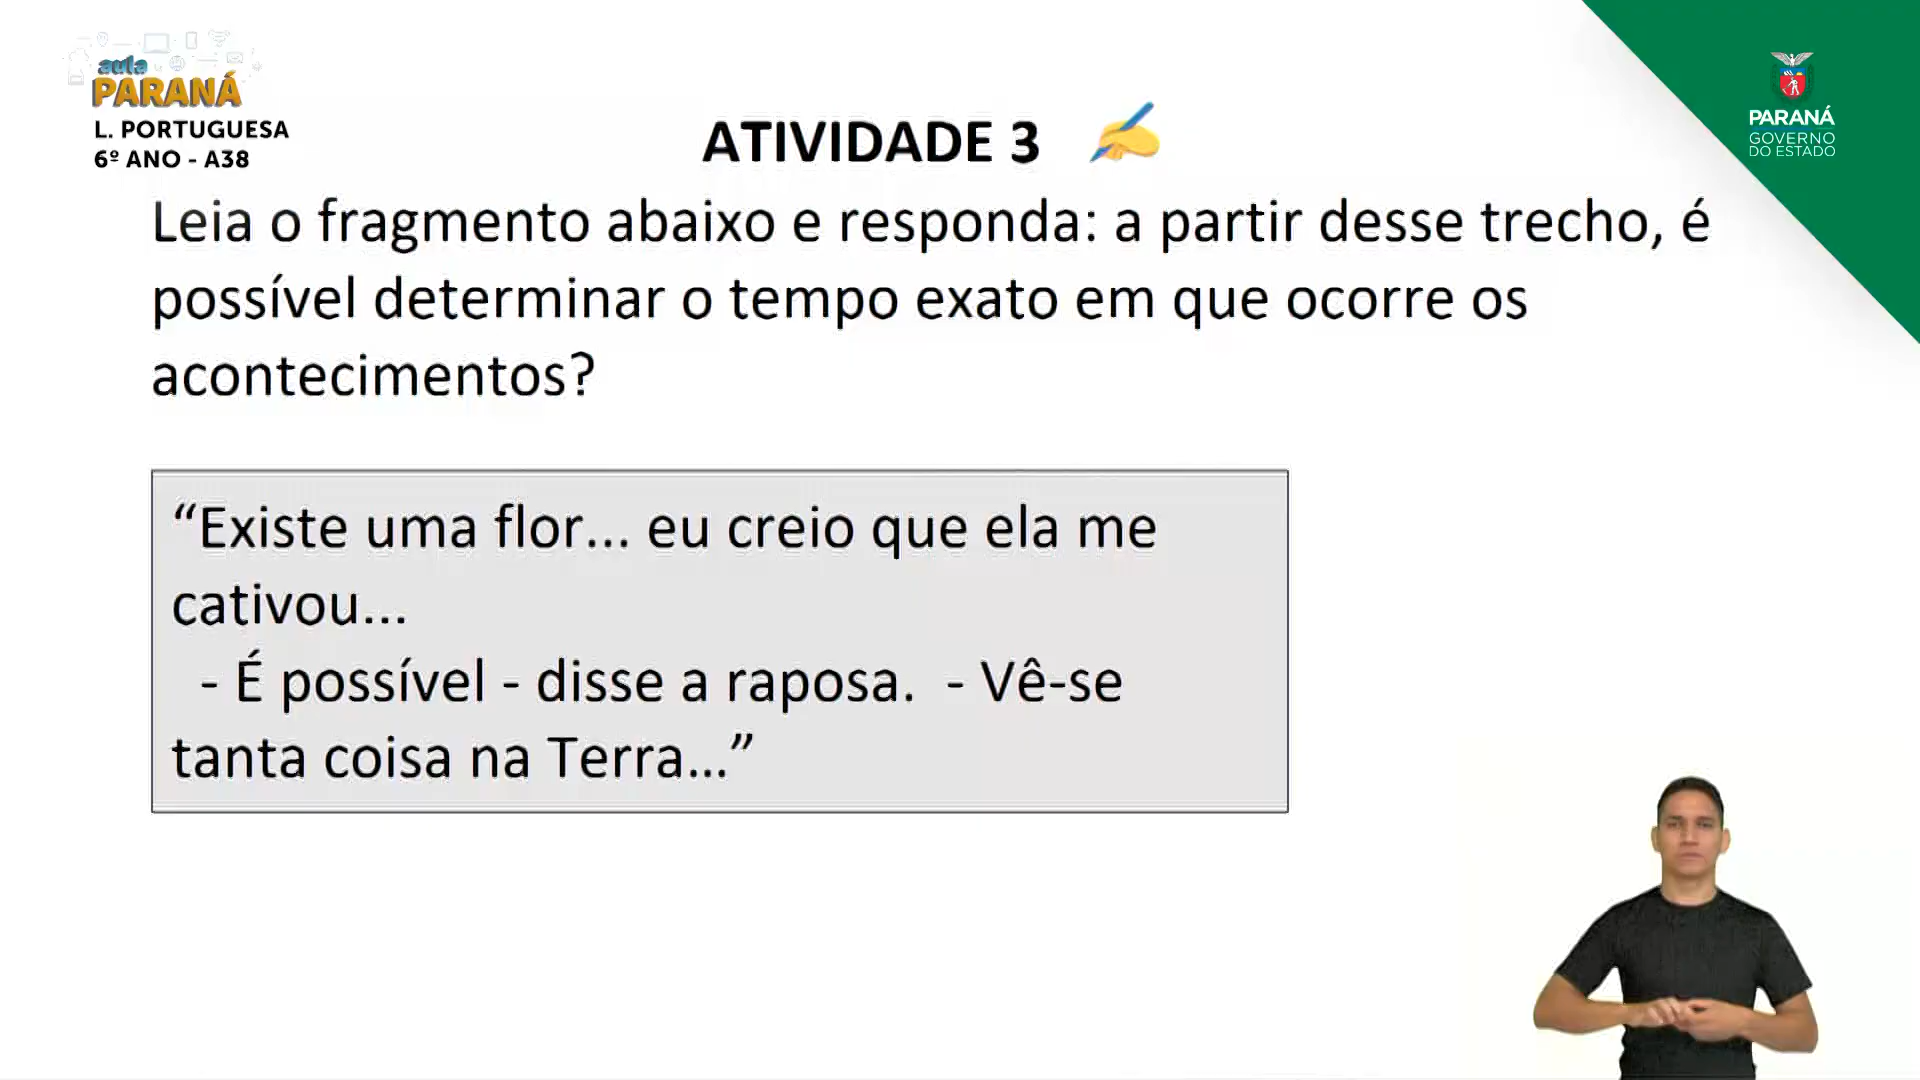 aula
PARANÁ
L. PORTUGUESA
6º ANO - A38
PARANÁ
GOVERNO
DO ESTADO
ATIVIDADE 3
Leia o fragmento abaixo e responda: a partir desse trecho, é
possível determinar o tempo exato em que ocorre os
acontecimentos?
“Existe uma flor... eu creio que ela me
cativou...
- É possível - disse a raposa. - Vê-se
tanta coisa na Terra...”